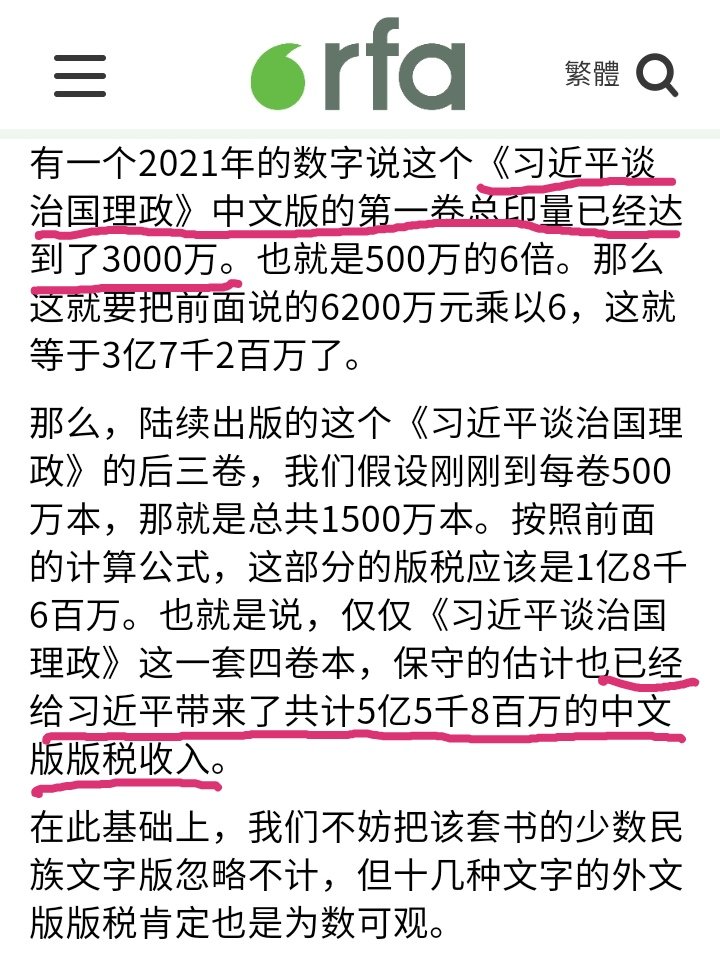 rfa
繁體
有一个2021年的数字说这个《习近平谈
治国理政》中文版的第一卷总印量已经达
到了3000万。也就是500万的6倍。那么
这就要把前面说的6200万元乘以6，这就
等于3亿7千2百万了。
那么，陆续出版的这个《习近平谈治国理
政》的后三卷，我们假设刚刚到每卷500
万本，那就是总共1500万本。按照前面
的计算公式，这部分的版税应该是1亿8千
6百万。也就是说，仅仅《习近平谈治国
理政》这一套四卷本，保守的估计也已经
给习近平带来了共计5亿5千8百万的中文
版版税收入。
在此基础上，我们不妨把该套书的少数民
族文字版忽略不计，但十几种文字的外文
版版税肯定也是为数可观。